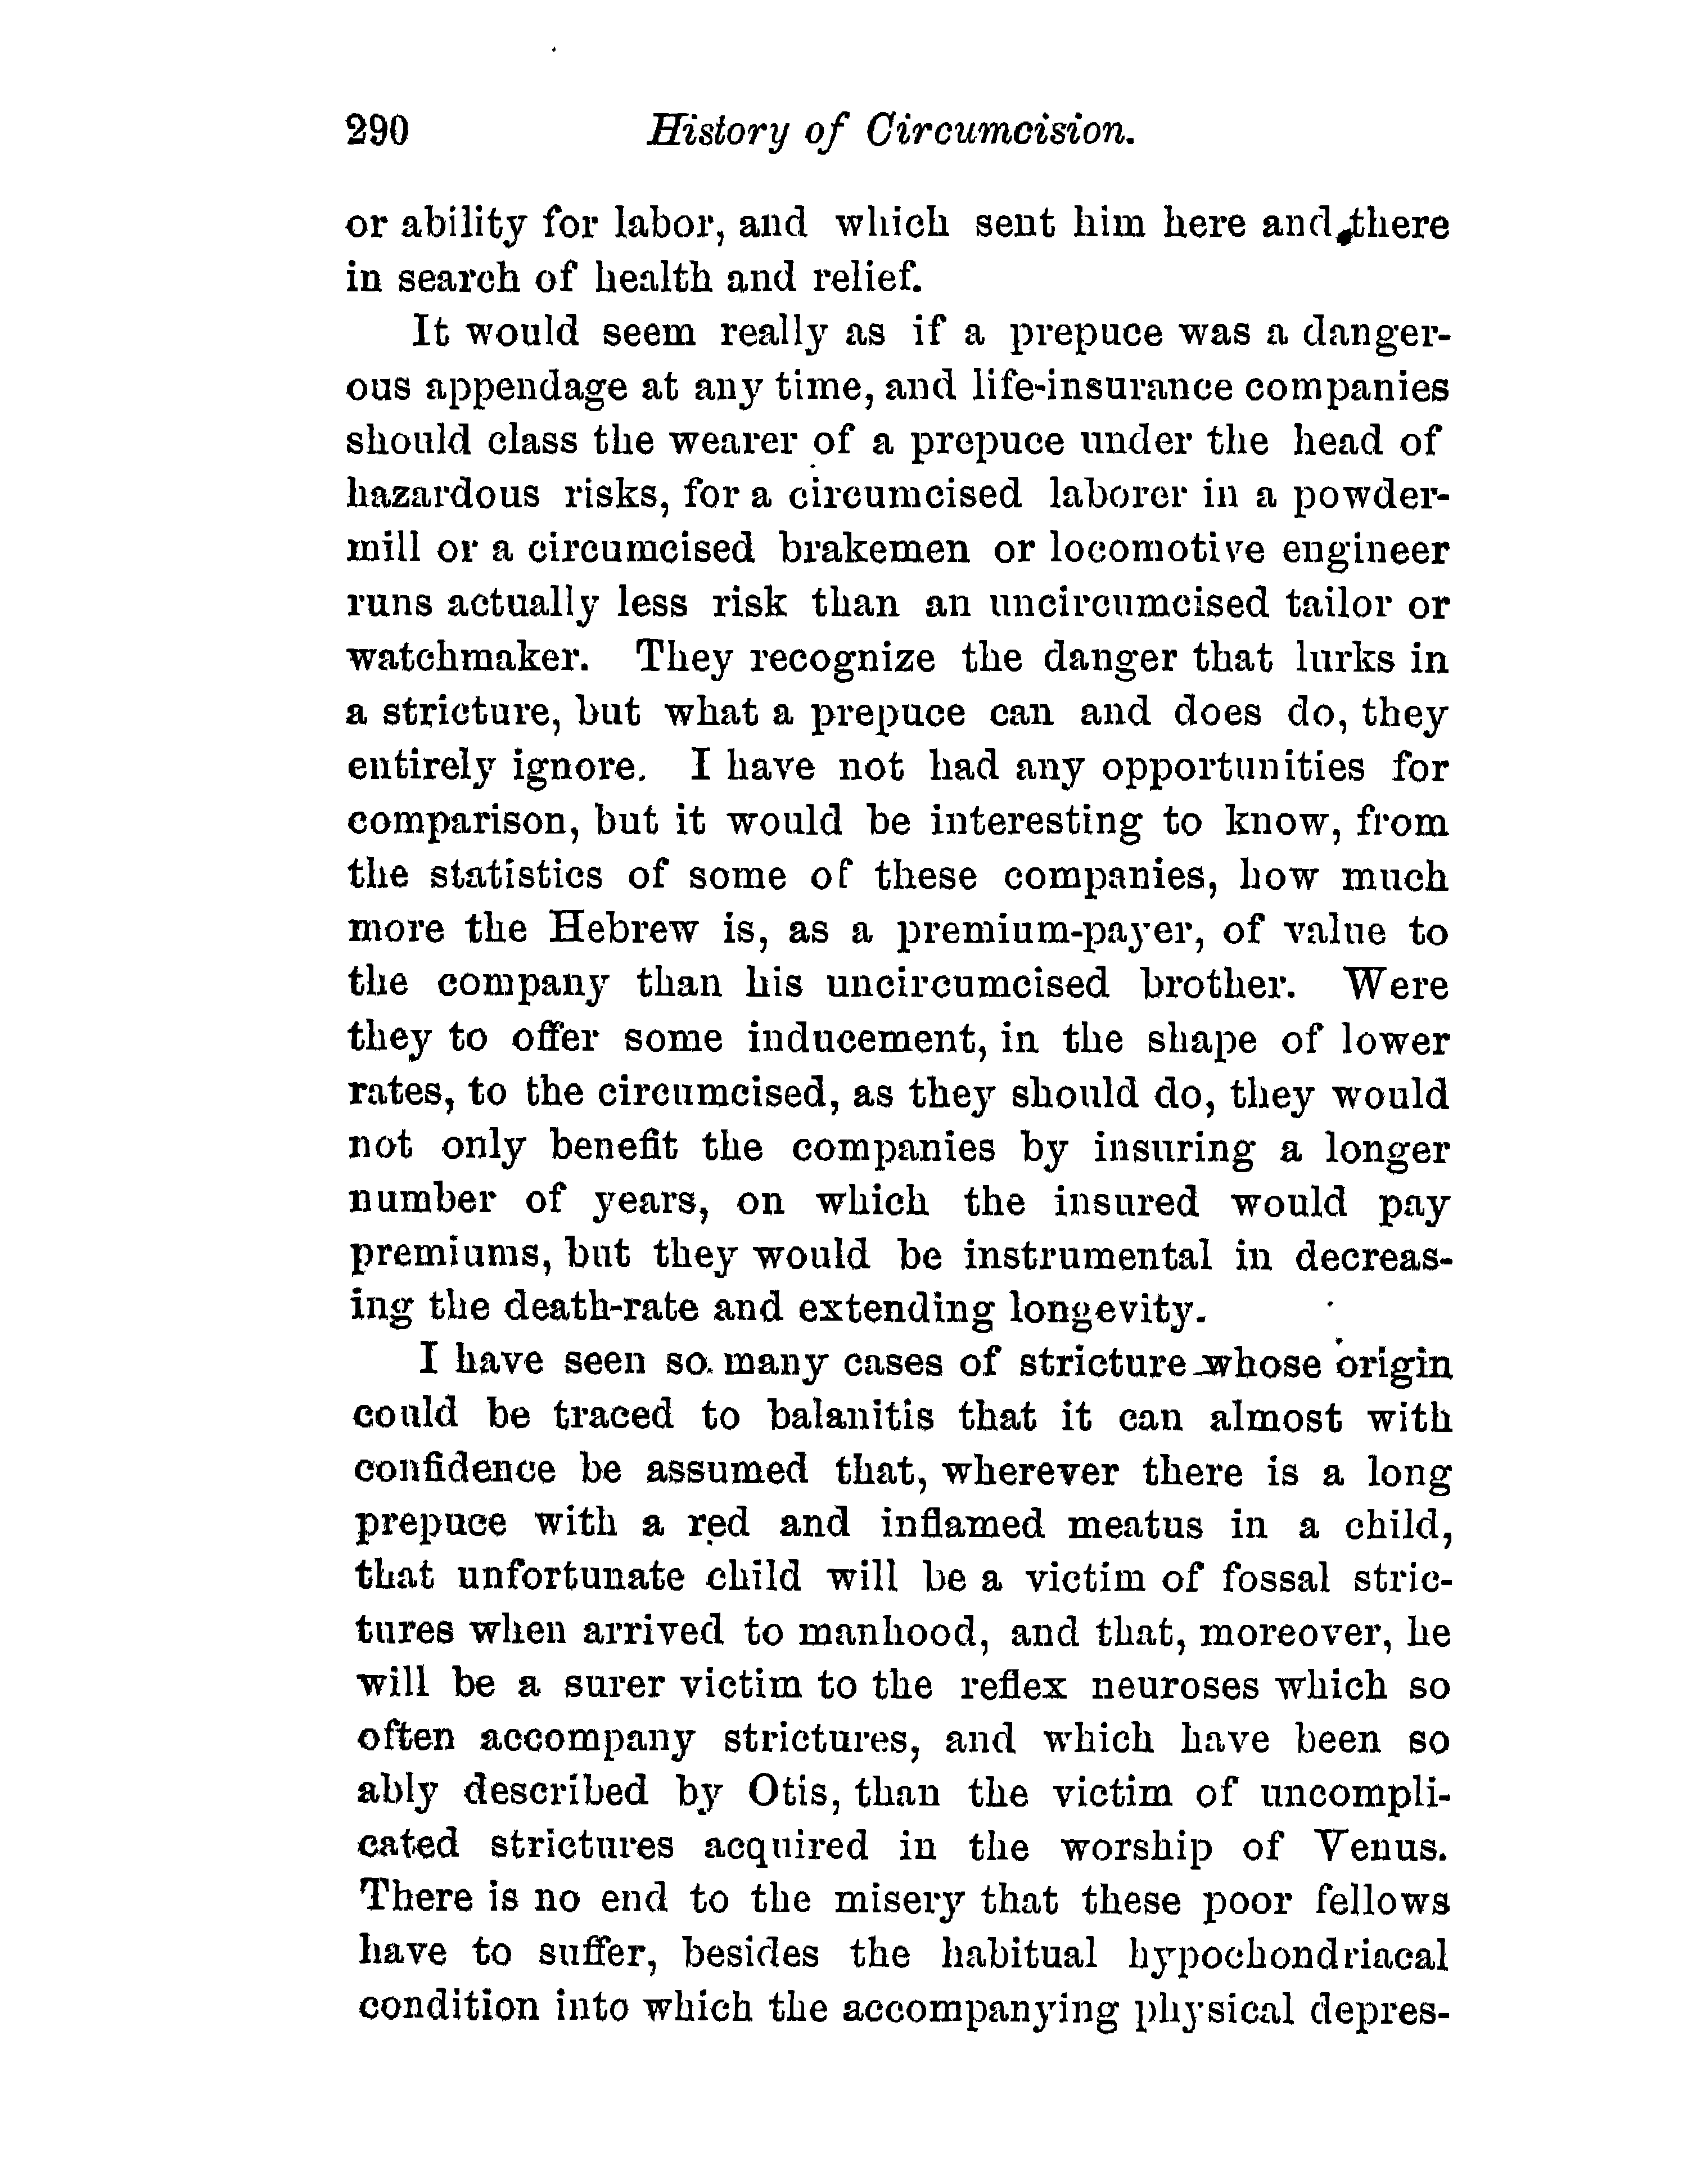 290 History of Circumcision.
or ability for labor, and which sent him here and there
in search of health and relief.
It would seem really as if a prepuce was a danger-
ous appendage at any time, and life-insurance companies
should class the wearer of a prepuce under the head of
hazardous risks, for a circumcised laborer in a powder-
mill or a circumcised brakemen or locomotive engineer
runs actually less risk than an uncircumcised tailor or
watchmaker. They recognize the danger that lurks in
a stricture, but what a prepuce can and does do, they
entirely ignore. I have not had any opportunities for
comparison, but it would be interesting to know, from
the statistics of some of these companies, how much
more the Hebrew is, as a premium-payer, of value to
the company than his uncircumcised brother. Were
they to offer some inducement, in the shape of lower
rates, to the circumcised, as they should do, they would
not only benefit the companies by insuring a longer
number of years, on which the insured would pay
premiums, but they would be instrumental in decreas-
ing the death-rate and extending longevity.
I have seen so many cases of stricture whose origin
could be traced to balanitis that it can almost with
confidence be assumed that, wherever there is a long
prepuce with a red and inflamed meatus in a child,
that unfortunate child will be a victim of fossal stric-
tures when arrived to manhood, and that, moreover, he
will be a surer victim to the reflex neuroses which so
often accompany strictures, and which have been so
ably described by Otis, than the victim of uncompli-
cated strictures acquired in the worship of Venus.
There is no end to the misery that these poor fellows
have to suffer, besides the habitual hypochondriacal
condition into which the accompanying physical depres-